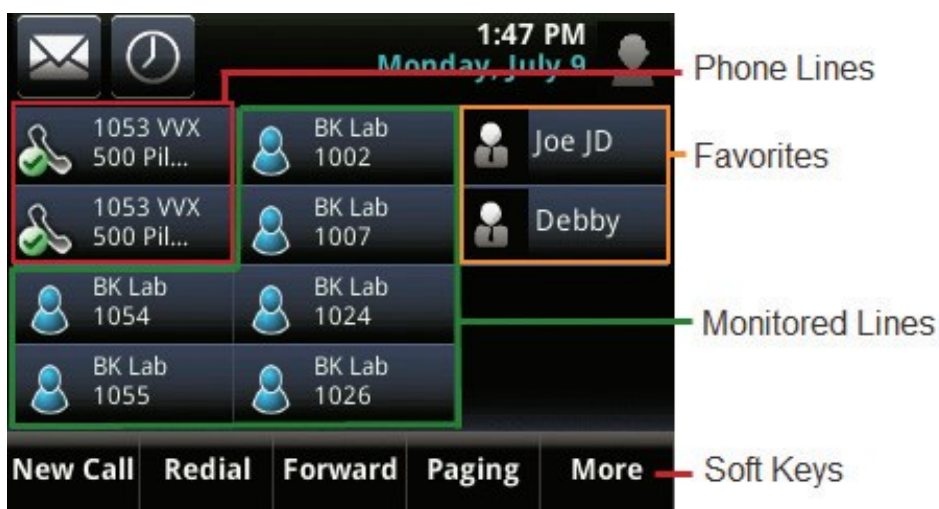 1:47 PM
Monday, July 9
Phone Lines
1053 VVX
500 Pil...
BK Lab
1002
Joe JD
Favorites
1053 VVX
500 Pil...
BK Lab
1007
Debby
BK Lab
1054
BK Lab
1024
Monitored Lines
BK Lab
1055
BK Lab
1026
New Call Redial Forward Paging More
Soft Keys